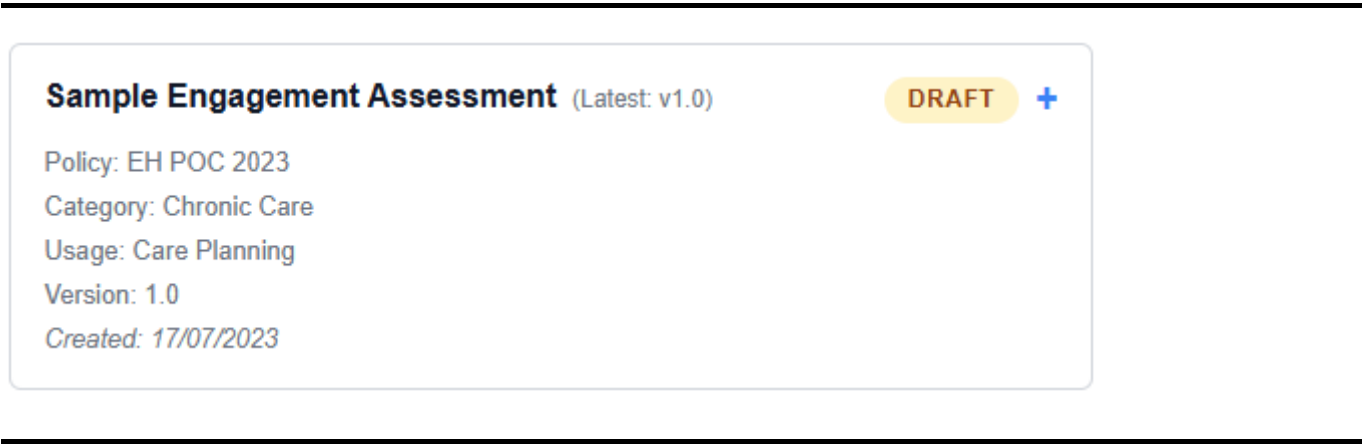 Sample Engagement Assessment (Latest: v1.0) DRAFT +
Policy: EH POC 2023
Category: Chronic Care
Usage: Care Planning
Version: 1.0
Created: 17/07/2023